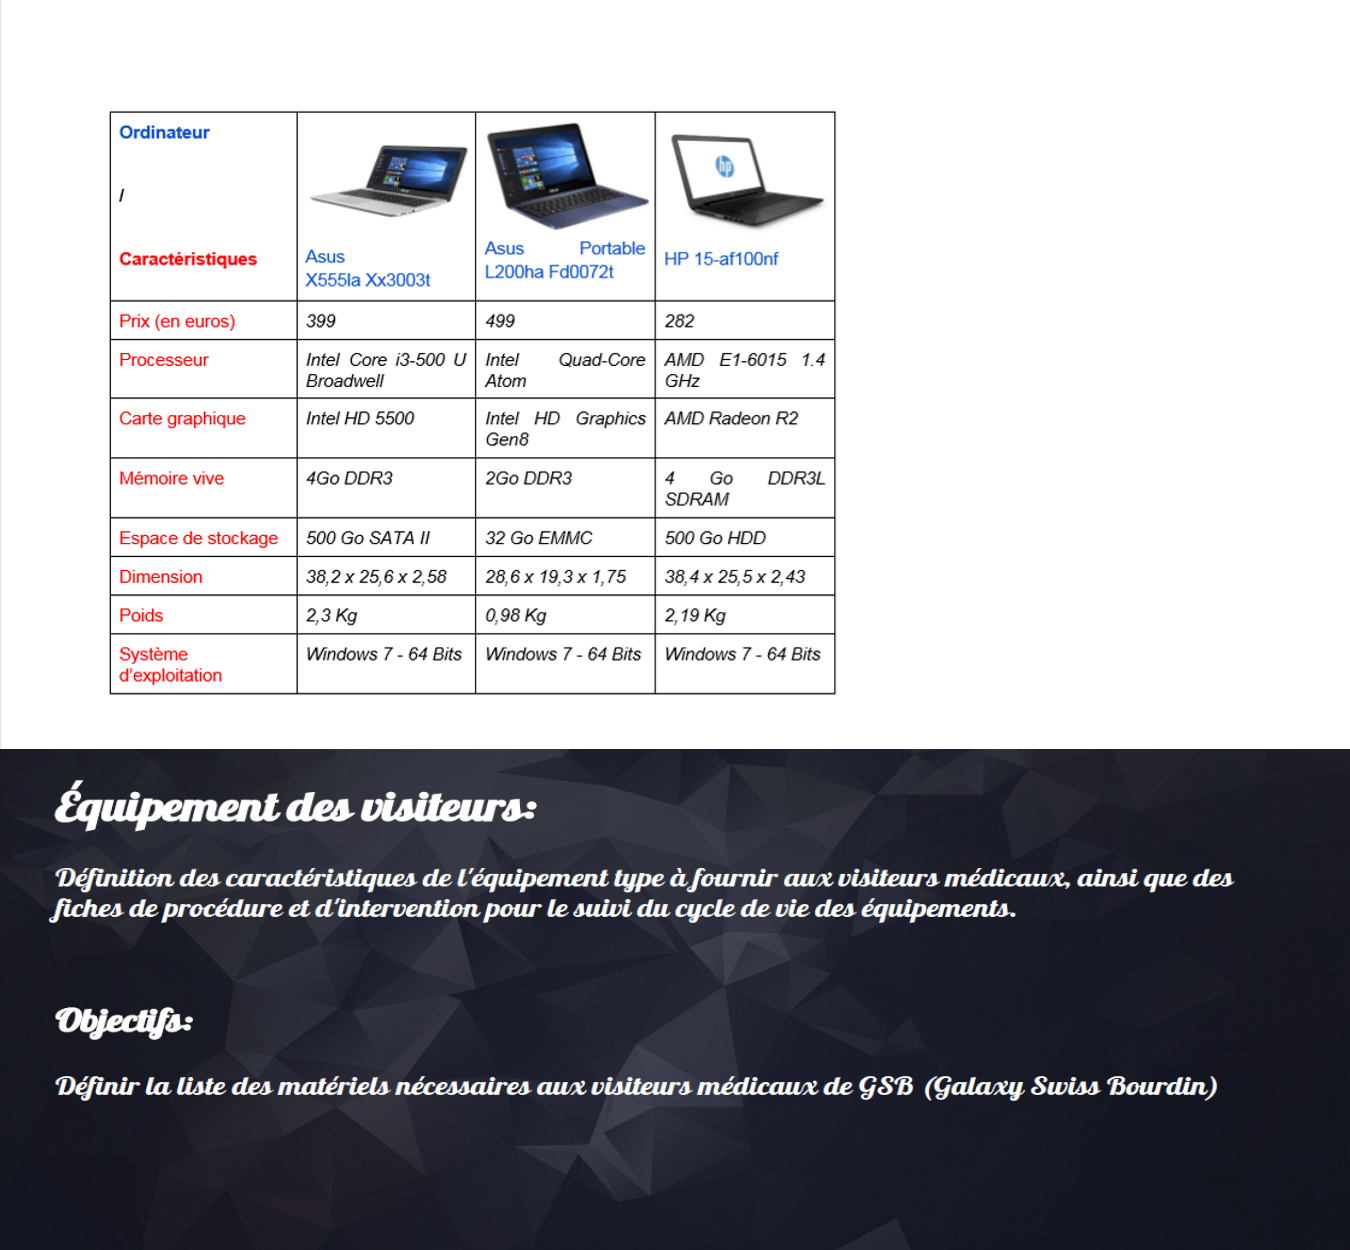 Ordinateur
/
Caractéristiques
Asus
X555la Xx3003t
Asus Portable
L200ha Fd0072t
hp
HP 15-af100nf
Prix (en euros)
399
499
282
Processeur
Intel Core i3-500 U
Broadwell
Intel Quad-Core
Atom
AMD E1-6015 1.4
GHz
Carte graphique
Intel HD 5500
Intel HD Graphics
Gen8
AMD Radeon R2
Mémoire vive
4Go DDR3
2Go DDR3
4 Go DDR3L
SDRAM
Espace de stockage
500 Go SATA II
32 Go EMMC
500 Go HDD
Dimension
38,2 x 25,6 x 2,58
28,6 x 19,3 x 1,75
38,4 x 25,5 x 2,43
Poids
2,3 Kg
0,98 Kg
2,19 Kg
Système
d'exploitation
Windows 7 - 64 Bits
Windows 7 - 64 Bits
Windows 7 - 64 Bits
Équipement des visiteurs:
Définition des caractéristiques de l'équipement type à fournir aux visiteurs médicaux, ainsi que des
fiches de procédure et d'intervention pour le suivi du cycle de vie des équipements.
Objectifs:
Définir la liste des matériels nécessaires aux visiteurs médicaux de GSB (Galaxy Swiss Bourdin)